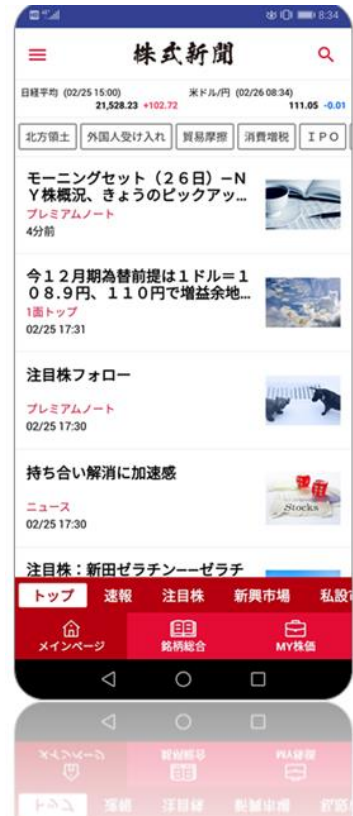 8:34
株式新聞
日経平均 (02/25 15:00)
21,528.23 +102.72
米ドル/円 (02/26 08:34)
111.05 -0.01
北方領土 外国人受け入れ 貿易摩擦 消費増税 IPO
モーニングセット（２６日）－Ｎ
Ｙ株概況、きょうのピックアッ...
プレミアムノート
4分前
今１２月期為替前提は１ドル＝１
０８.９円、１１０円で増益余地...
1面トップ
02/25 17:31
注目株フォロー
プレミアムノート
02/25 17:30
持ち合い解消に加速感
ニュース
02/25 17:30
Stocks
注目株：新田ゼラチン——ゼラチ
トップ 速報 注目株 新興市場 私設
メインページ 銘柄総合 MY株価